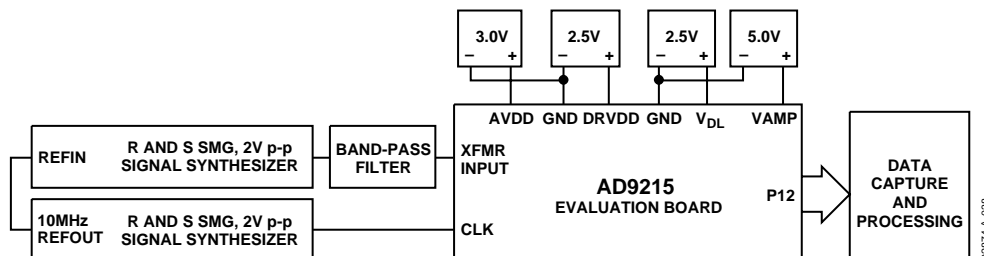 3.0V
– +
2.5V
– +
2.5V
– +
5.0V
– +
AVDD GND DRVDD GND VDL VAMP
REFIN
R AND S SMG, 2V p-p
SIGNAL SYNTHESIZER
BAND-PASS
FILTER
XFMR
INPUT
AD9215
EVALUATION BOARD
P12
DATA
CAPTURE
AND
PROCESSING
10MHz
REFOUT
R AND S SMG, 2V p-p
SIGNAL SYNTHESIZER
CLK